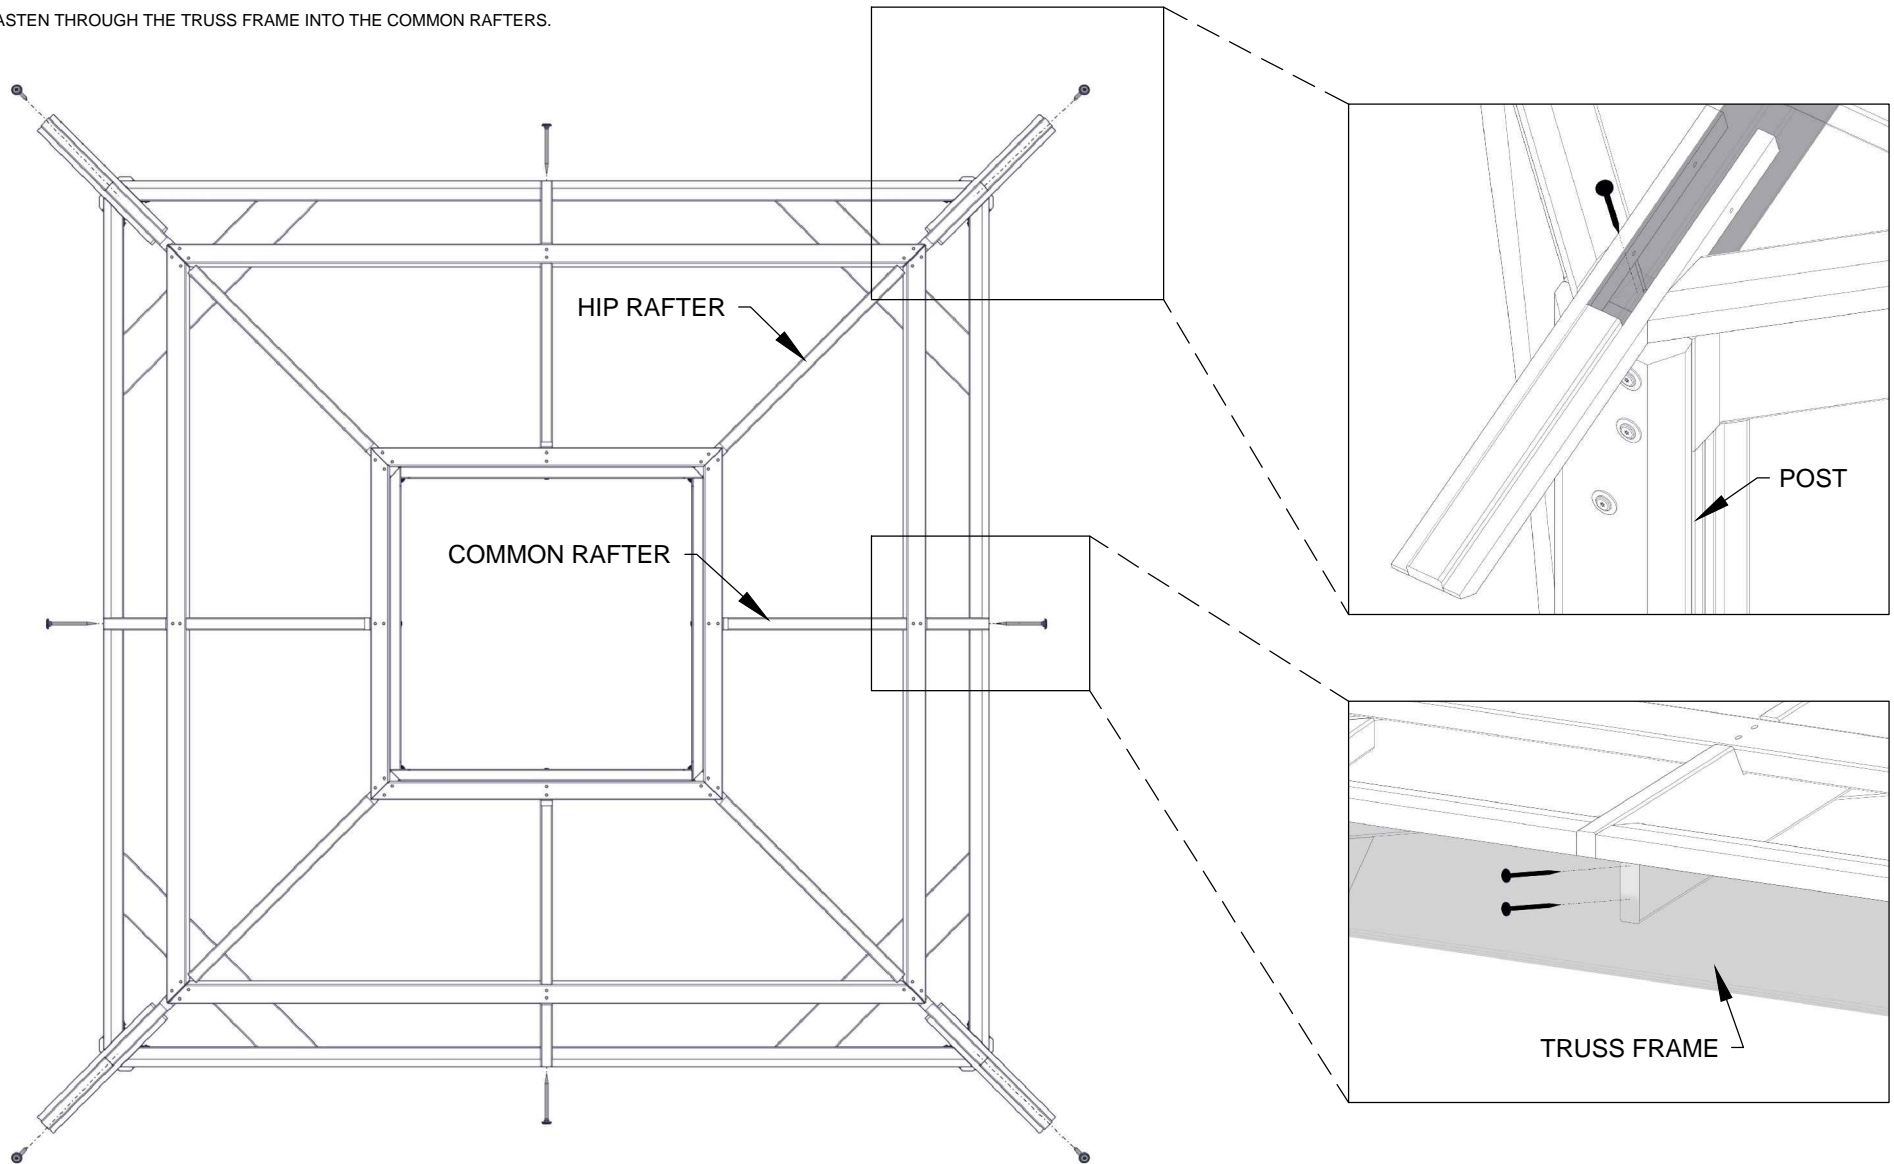 ASTEN THROUGH THE TRUSS FRAME INTO THE COMMON RAFTERS.
HIP RAFTER
POST
COMMON RAFTER
TRUSS FRAME